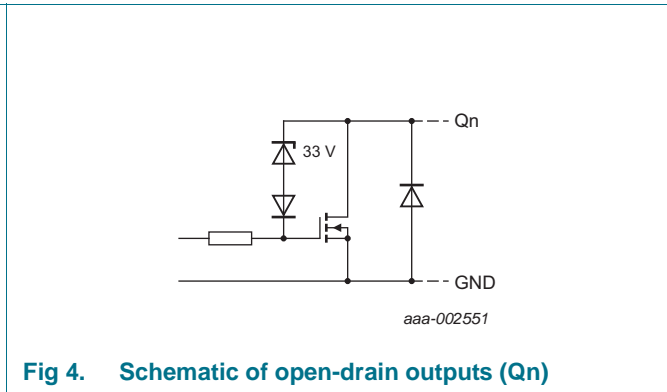 Qn
33 V
GND
aaa-002551
Fig 4. Schematic of open-drain outputs (Qn)